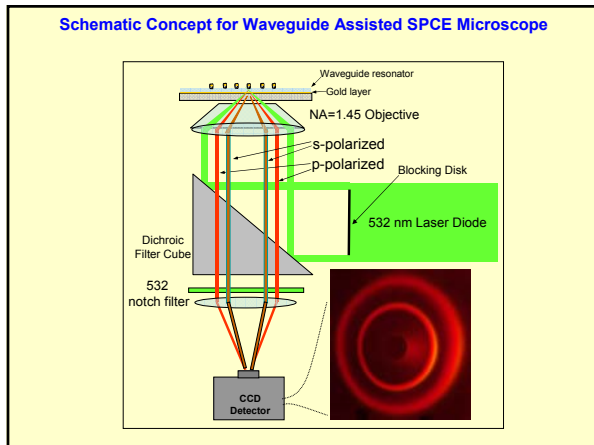 Schematic Concept for Waveguide Assisted SPCE Microscope
Waveguide resonator
Gold layer
NA=1.45 Objective
s-polarized
p-polarized
Blocking Disk
532 nm Laser Diode
Dichroic
Filter Cube
532
notch filter
CCD
Detector